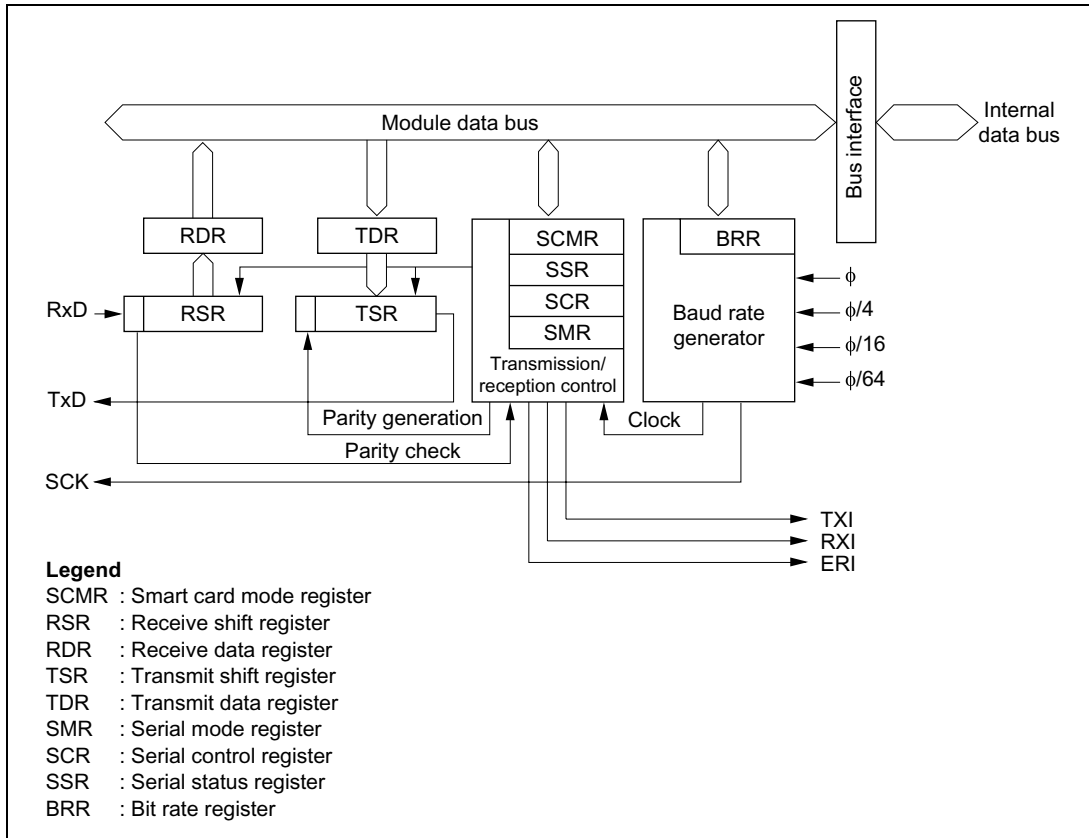 Module data bus
Bus interface
Internal
data bus
RDR
TDR
SCMR
SSR
SCR
SMR
BRR
RxD
RSR
TSR
Transmission/
reception control
Baud rate
generator
ϕ
ϕ/4
ϕ/16
ϕ/64
TxD
Parity generation
Parity check
Clock
SCK
TXI
RXI
ERI
Legend
SCMR : Smart card mode register
RSR : Receive shift register
RDR : Receive data register
TSR : Transmit shift register
TDR : Transmit data register
SMR : Serial mode register
SCR : Serial control register
SSR : Serial status register
BRR : Bit rate register